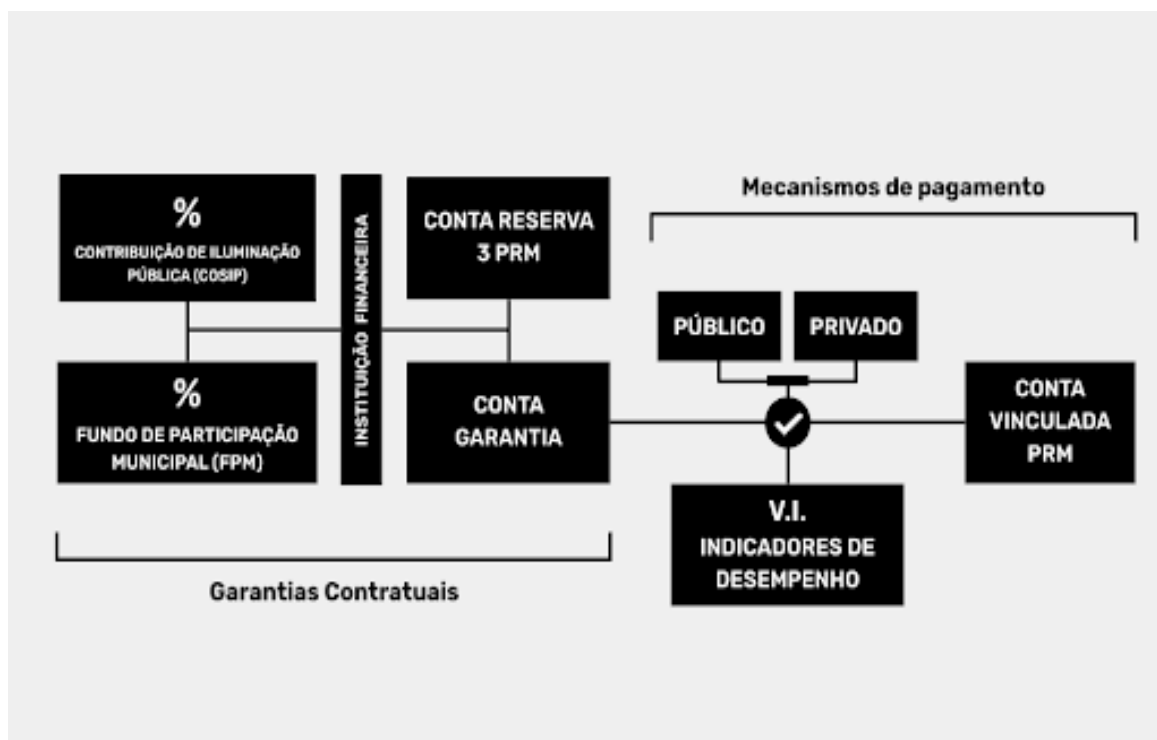 %
CONTRIBUIÇÃO DE ILUMINAÇÃO
PÚBLICA (COSIP)
%
FUNDO DE PARTICIPAÇÃO
MUNICIPAL (FPM)
INSTITUIÇÃO FINANCEIRA
CONTA RESERVA
3 PRM
CONTA
GARANTIA
Garantias Contratuais
Mecanismos de pagamento
PÚBLICO
PRIVADO
V.I.
INDICADORES DE
DESEMPENHO
CONTA
VINCULADA
PRM